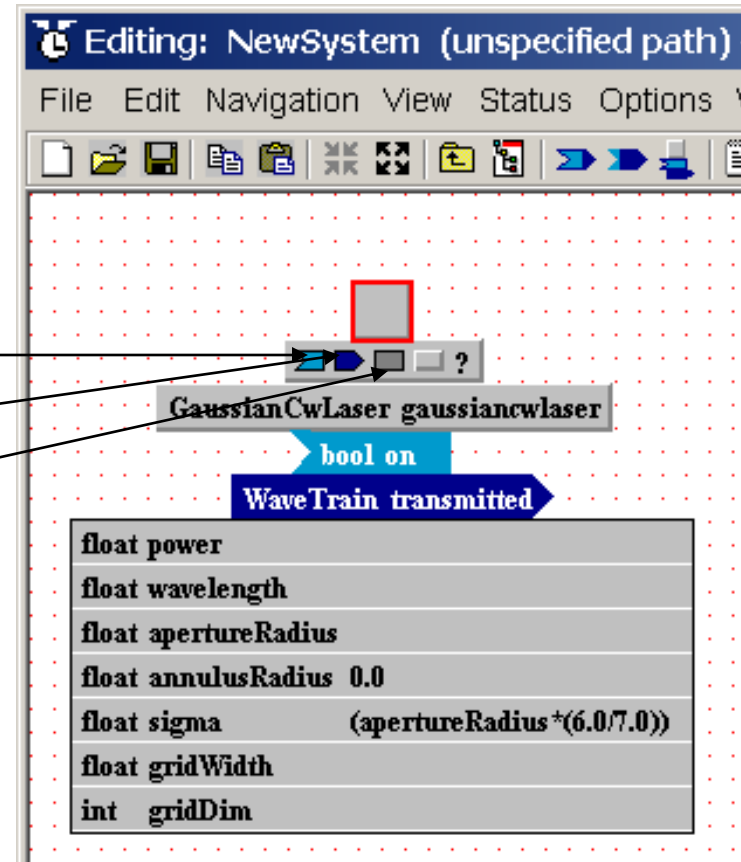 Editing: NewSystem (unspecified path)
File Edit Navigation View Status Options
?
GaussianCwLaser gaussiancwlaser
bool on
WaveTrain transmitted
float power
float wavelength
float apertureRadius
float annulusRadius 0.0
float sigma (apertureRadius*(6.0/7.0))
float gridWidth
int gridDim